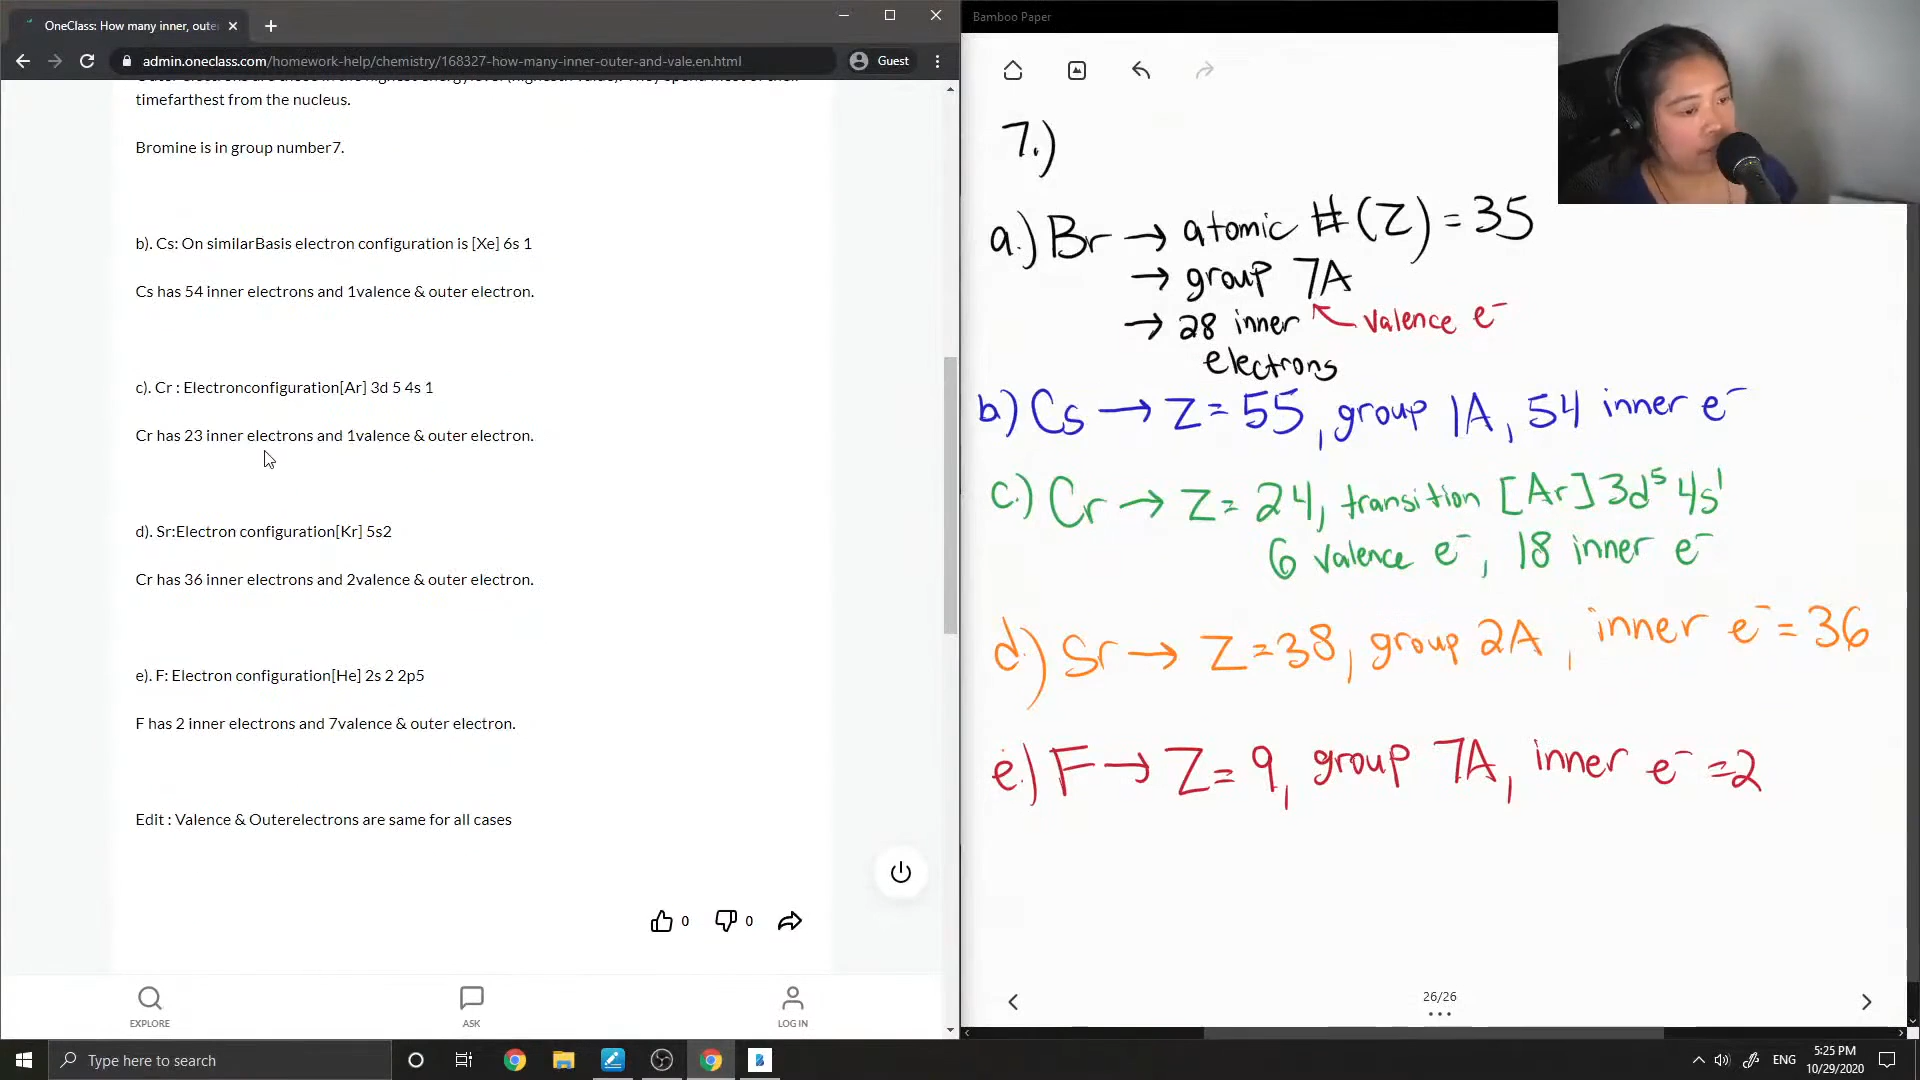 OneClass: How many inner, oute
admin.oneclass.com/homework-help/chemistry/168327-how-many-inner-outer-and-vale.en.html
Guest
timefarthest from the nucleus.
Bromine is in group number7.
b). Cs: On similarBasis electron configuration is [Xe] 6s 1
Cs has 54 inner electrons and 1valence & outer electron.
c). Cr : Electronconfiguration[Ar] 3d 5 4s 1
Cr has 23 inner electrons and 1valence & outer electron.
d). Sr:Electron configuration[Kr] 5s2
Cr has 36 inner electrons and 2valence & outer electron.
e). F: Electron configuration[He] 2s 2 2p5
F has 2 inner electrons and 7valence & outer electron.
Edit : Valence & Outerelectrons are same for all cases
0
0
EXPLORE
ASK
LOG IN
Bamboo Paper
7.)
a.) Br → atomic # (Z) = 35
→ group 7A
→ 28 inner
valence e⁻
electrons
b.) Cs → Z = 55, group 1A, 54 inner e⁻
c.) Cr → Z = 24, transition [Ar] 3d⁵ 4s¹
6 valence e⁻, 18 inner e⁻
d.) Sr → Z = 38, group 2A, inner e⁻ = 36
e.) F → Z = 9, group 7A, inner e⁻ = 2
26/26
Type here to search
ENG
5:25 PM
10/29/2020